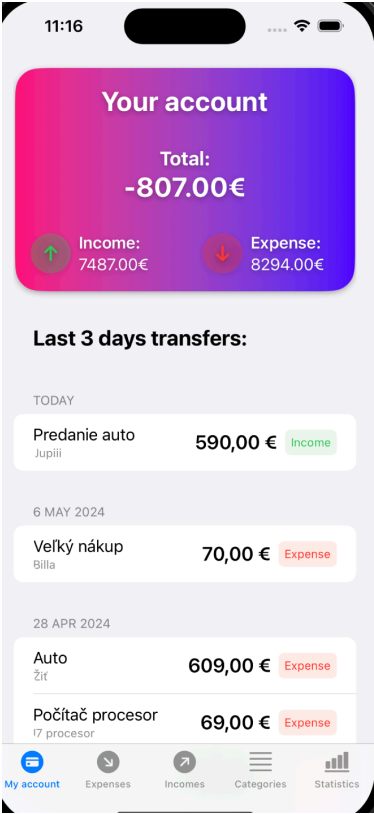 11:16
Your account
Total:
-807.00€
Income:
7487.00€
Expense:
8294.00€
Last 3 days transfers:
TODAY
Predanie auto
Jupiii
590,00 €
Income
6 MAY 2024
Veľký nákup
Billa
70,00 €
Expense
28 APR 2024
Auto
Žiť
609,00 €
Expense
Počítač procesor
I7 procesor
69,00 €
Expense
My account
Expenses
Incomes
Categories
Statistics